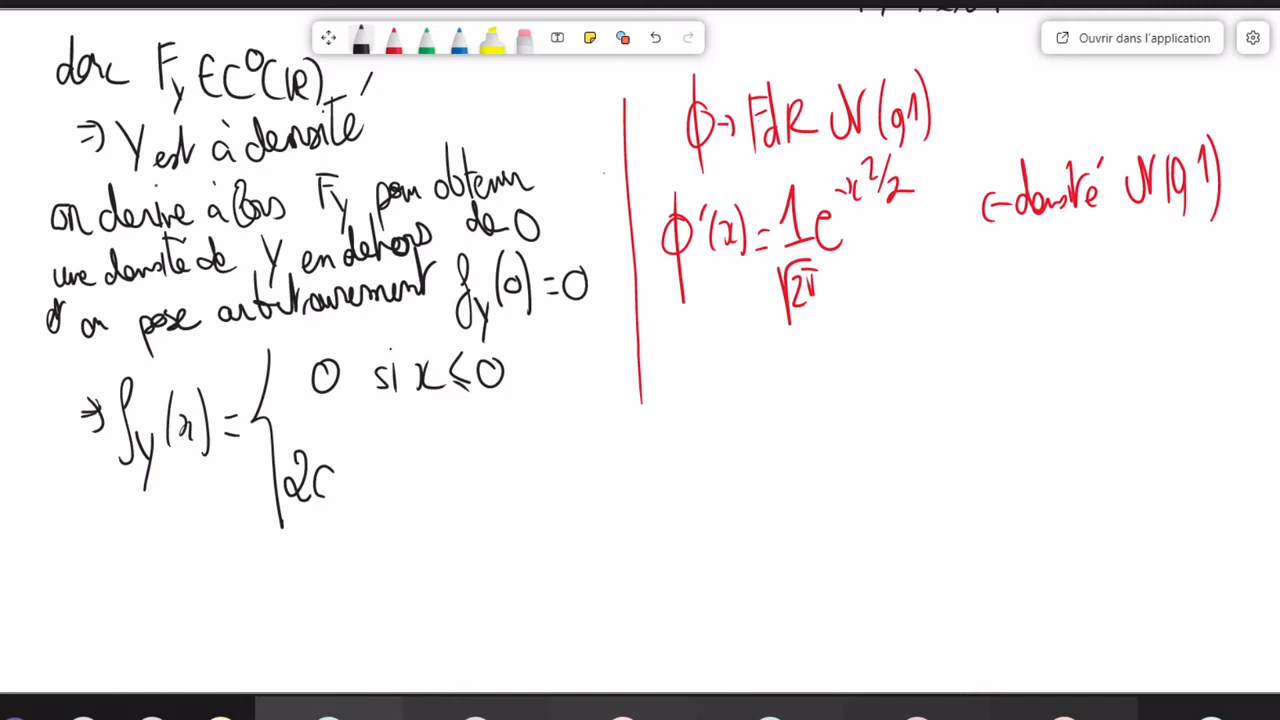 Ouvrir dans l'application
donc F_Y ∈ C⁰(ℝ),
⇒ Y est à densité
on dérive alors F_Y pour obtenir
une densité de Y en dehors de 0
et on pose arbitrairement f_Y(0) = 0
⇒ f_Y(x) = { 0 si x ≤ 0
2
ϕ → FdR N(0,1)
ϕ'(x) = 1/√2π e^(-x²/2) ← densité N(0,1)